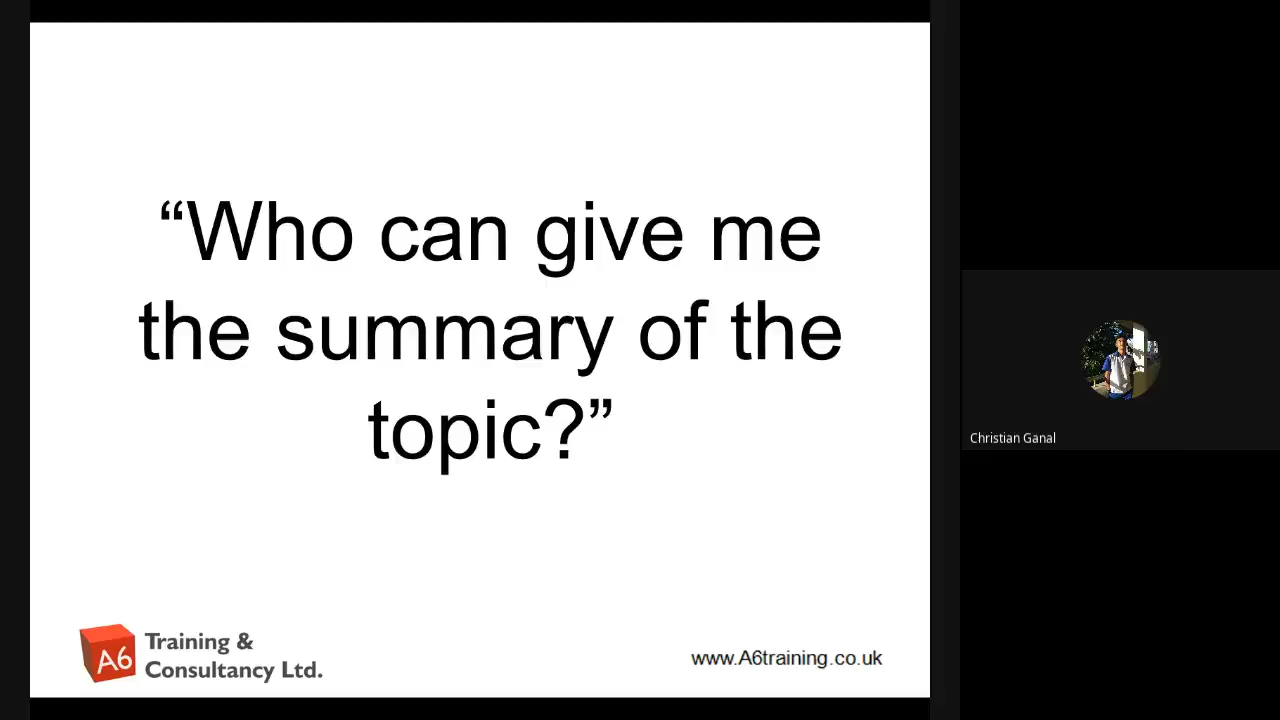 “Who can give me
the summary of the
topic?”
Christian Ganal
A6
Training &
Consultancy Ltd.
www.A6training.co.uk